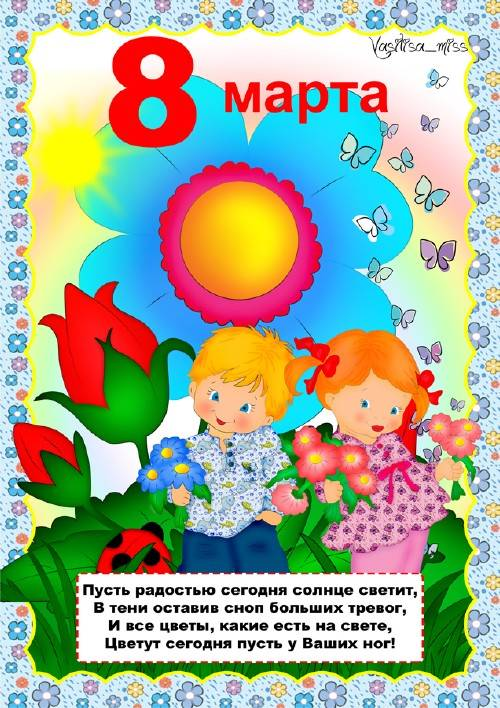 Vasilisa_miss
8 марта
Пусть радостью сегодня солнце светит,
В тени оставив сноп больших тревог,
И все цветы, какие есть на свете,
Цветут сегодня пусть у Ваших ног!